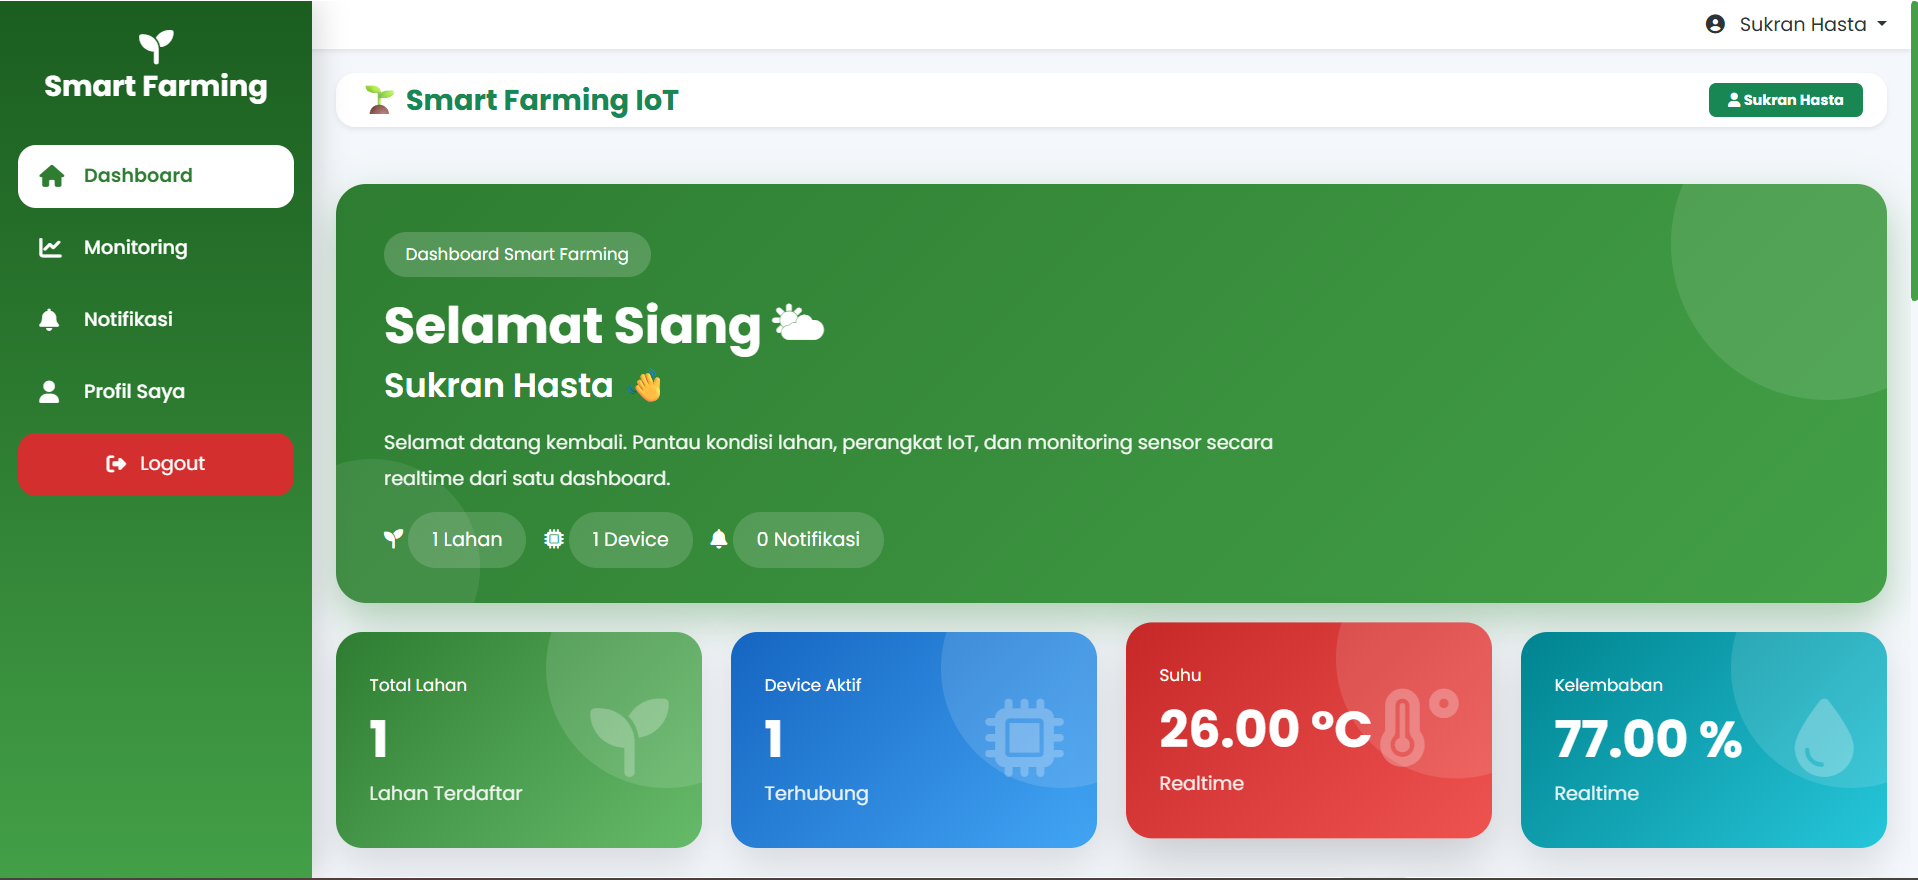 Smart Farming
Dashboard
Monitoring
Notifikasi
Profil Saya
Logout
Sukran Hasta
Smart Farming IoT
Sukran Hasta
Dashboard Smart Farming
Selamat Siang
Sukran Hasta
Selamat datang kembali. Pantau kondisi lahan, perangkat IoT, dan monitoring sensor secara
realtime dari satu dashboard.
1 Lahan
1 Device
0 Notifikasi
Total Lahan
1
Lahan Terdaftar
Device Aktif
1
Terhubung
Suhu
26.00 °C
Realtime
Kelembaban
77.00 %
Realtime